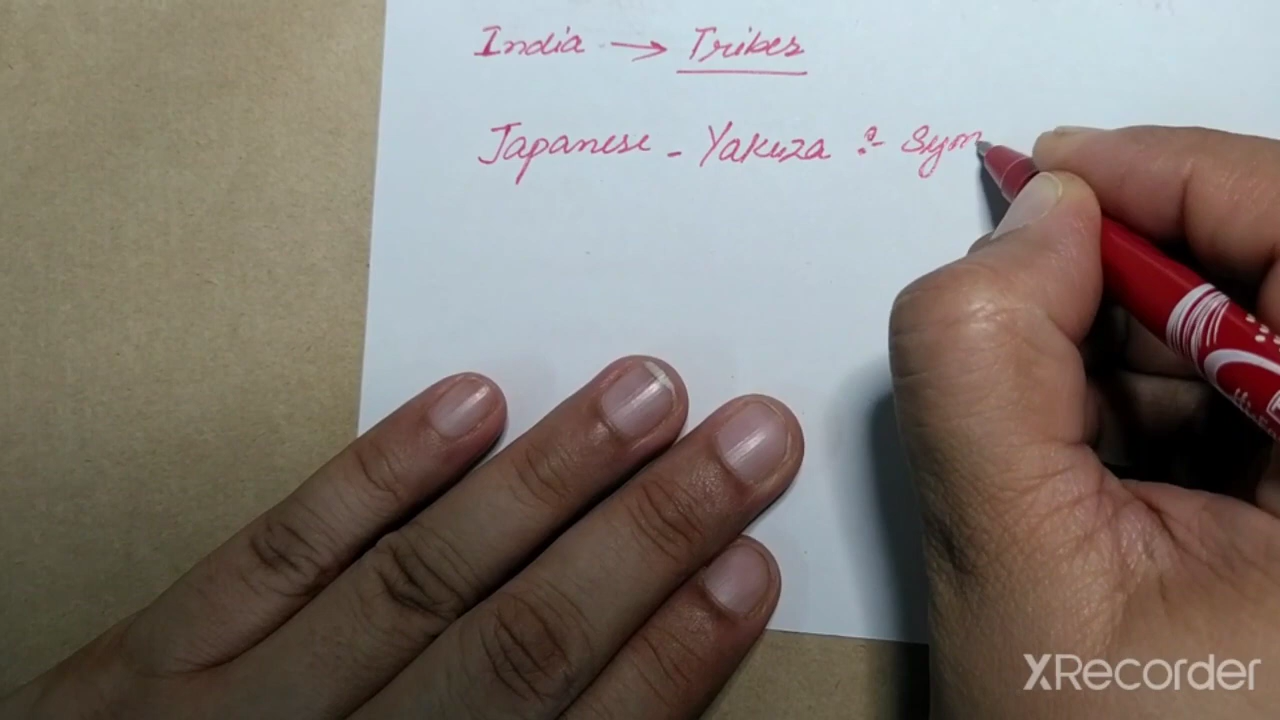 India → Tribes
Japanese - Yakuza :- Sym
XRecorder